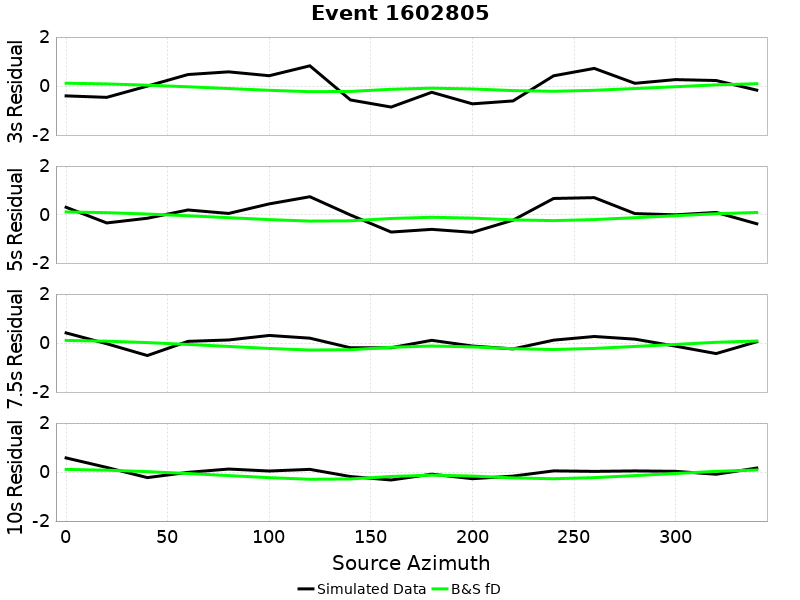 Event 1602805
3s Residual
2
0
-2
5s Residual
2
0
-2
7.5s Residual
2
0
-2
10s Residual
2
0
-2
0 50 100 150 200 250 300
Source Azimuth
Simulated Data B&S fD